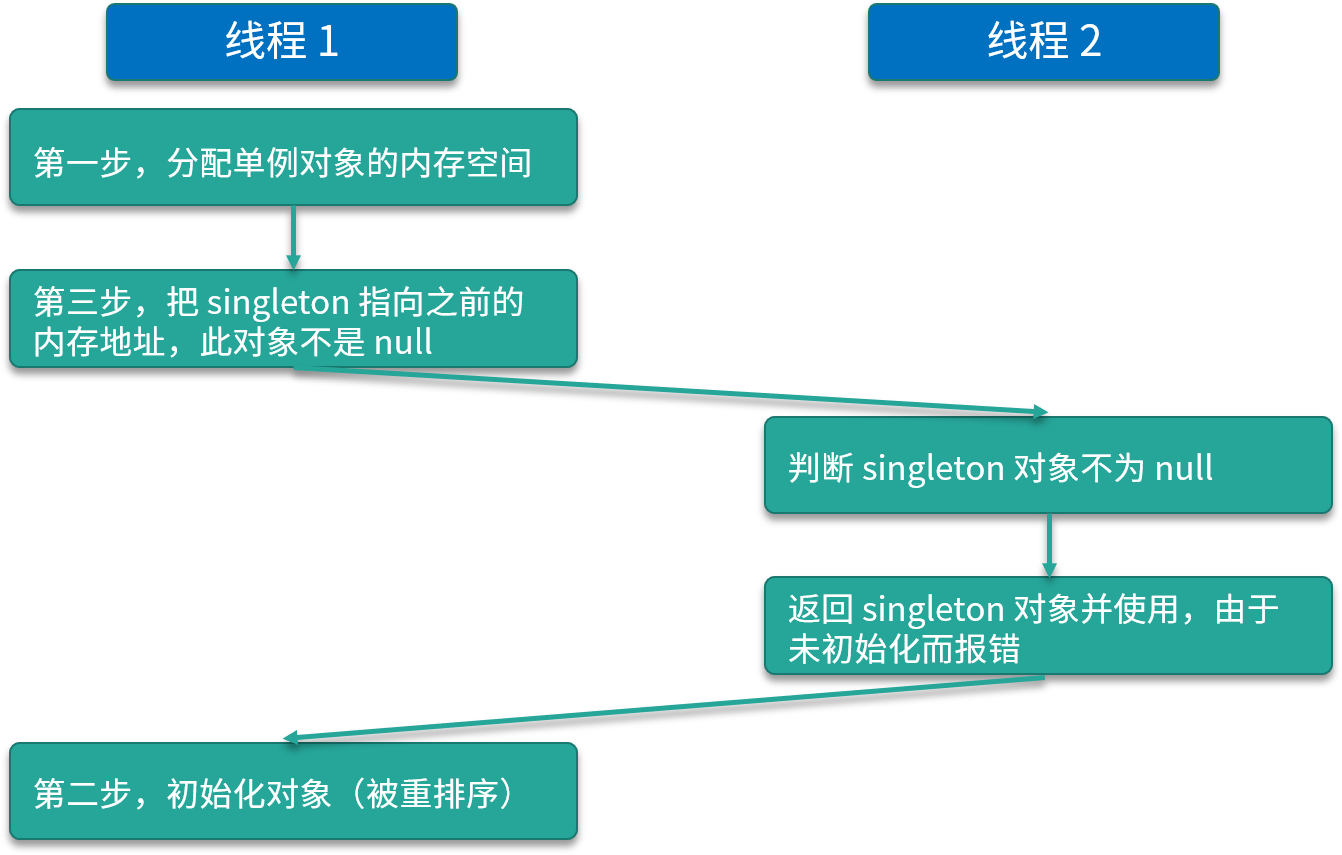 线程 1
线程 2
第一步，分配单例对象的内存空间
第三步，把 singleton 指向之前的
内存地址，此对象不是 null
判断 singleton 对象不为 null
返回 singleton 对象并使用，由于
未初始化而报错
第二步，初始化对象（被重排序）